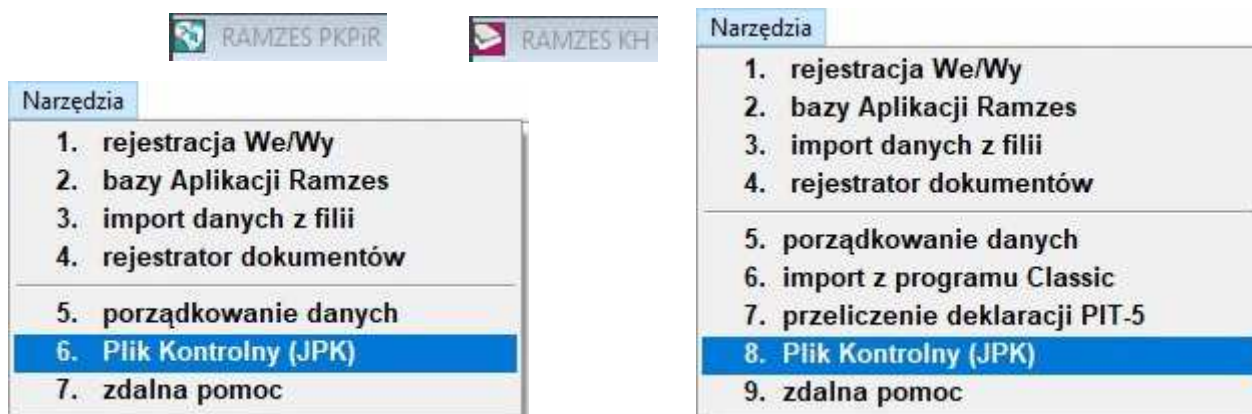 RAMZES PKPiR
RAMZES KH
Narzędzia
1. rejestracja We/Wy
2. bazy Aplikacji Ramzes
3. import danych z filii
4. rejestrator dokumentów
5. porządkowanie danych
6. Plik Kontrolny (JPK)
7. zdalna pomoc
Narzędzia
1. rejestracja We/Wy
2. bazy Aplikacji Ramzes
3. import danych z filii
4. rejestrator dokumentów
5. porządkowanie danych
6. import z programu Classic
7. przeliczenie deklaracji PIT-5
8. Plik Kontrolny (JPK)
9. zdalna pomoc